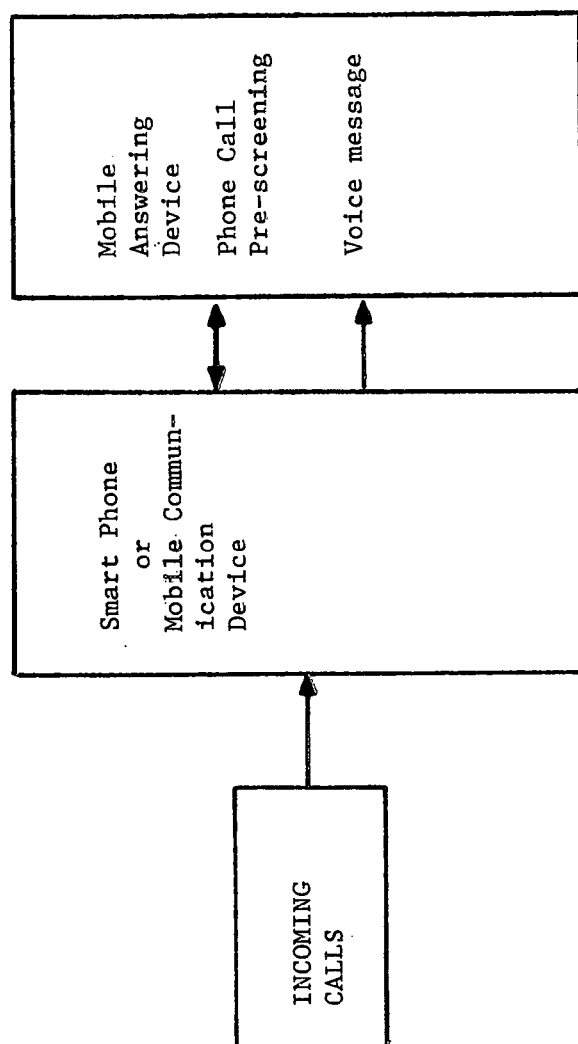 INCOMING
CALLS
Smart Phone
or
Mobile Commun-
ication
Device
Mobile
Answering
Device
Phone Call
Pre-screening
Voice message